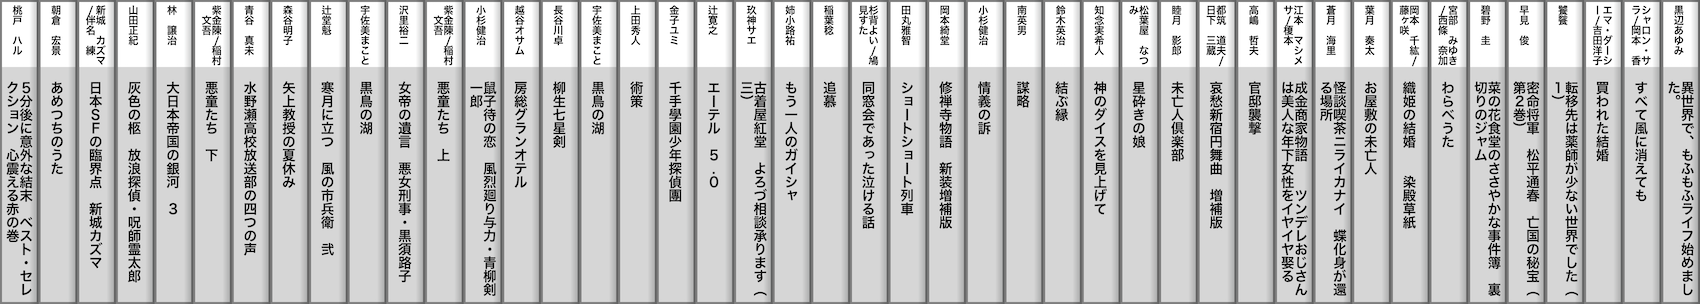 黒辺あゆみ
異世界で、もふもふライフ始めまし
た。
シャロン・サ
ラ/岡本 香
すべて風に消えても
エマ・ダーシ
ー/吉田洋子
買われた結婚
饕餮
転移先は薬師が少ない世界でした(
1)
早見 俊
密命将軍 松平通春 亡国の秘宝(
第2巻)
碧野 圭
菜の花食堂のささやかな事件簿 裏
切りのジャム
宮部 みゆき
/西條 奈加
わらべうた
岡本 千紘/
藤ヶ咲
織姫の結婚 染殿草紙
葉月 奏太
お屋敷の未亡人
蒼月 海里
怪談喫茶ニライカナイ 蝶化身が還
る場所
江本 マシメ
サ/榎本
成金商家物語 ツンデレおじさん
は美人な年下女性をイヤイヤ娶る
高嶋 哲夫
官邸襲撃
都筑 道夫/
日下 三蔵
哀愁新宿円舞曲 増補版
睦月 影郎
未亡人倶楽部
松葉屋 なつ
み
星砕きの娘
知念実希人
神のダイスを見上げて
鈴木英治
結ぶ縁
南英男
謀略
小杉健治
情義の訴
岡本綺堂
修禅寺物語 新装増補版
田丸雅智
ショートショート列車
杉背よい/鳩
見すた
同窓会であった泣ける話
稲葉稔
追慕
姉小路祐
もう一人のガイシャ
玖神サエ
古着屋紅堂 よろづ相談承ります(
三)
辻寛之
エーテル 5.0
金子ユミ
千手學園少年探偵團
上田秀人
術策
宇佐美まこと
黒鳥の湖
長谷川卓
柳生七星剣
越谷オサム
房総グランオテル
小杉健治
鼠子待の恋 風烈廻り与力・青柳剣
一郎
紫金陳/稲村
文吾
悪童たち 上
沢里裕二
女帝の遺言 悪女刑事・黒須路子
宇佐美まこと
黒鳥の湖
辻堂魁
寒月に立つ 風の市兵衛 弐
森谷明子
矢上教授の夏休み
青谷 真未
水野瀬高校放送部の四つの声
紫金陳/稲村
文吾
悪童たち 下
林 譲治
大日本帝国の銀河 3
山田正紀
灰色の柩 放浪探偵・呪師霊太郎
新城 カズマ
/伴名 練
日本SFの臨界点 新城カズマ
朝倉 宏景
あめつちのうた
桃戸 ハル
5分後に意外な結末 ベスト・セレ
クション 心震える赤の巻